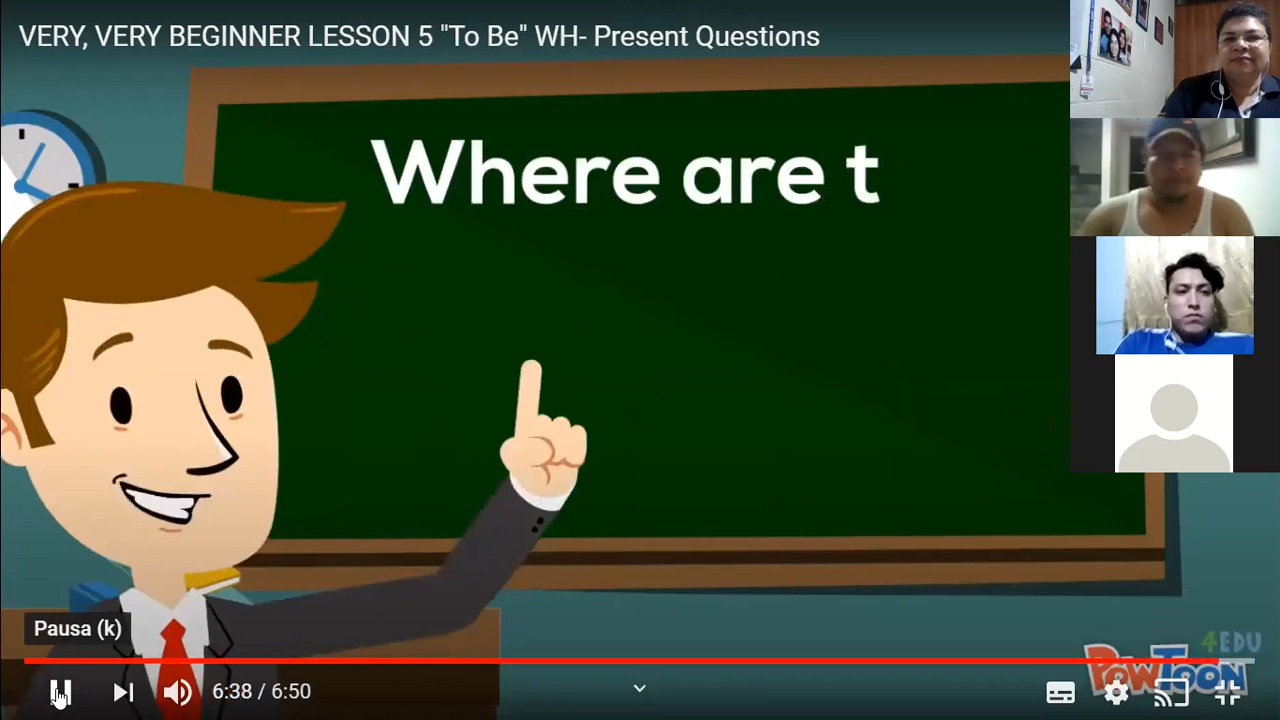 VERY, VERY BEGINNER LESSON 5 "To Be" WH- Present Questions
Where are t
Pausa (k)
4EDU
POWTOON
6:38 / 6:50